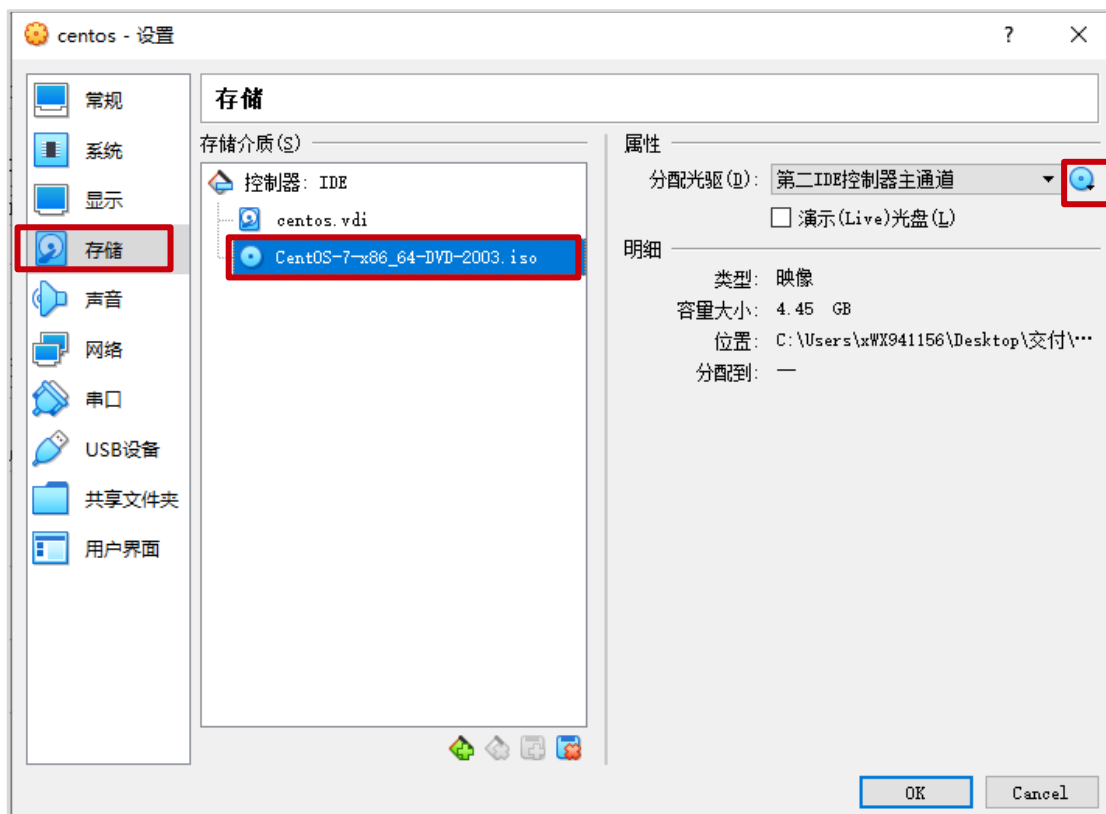 centos - 设置
?
常规
系统
显示
存储
声音
网络
串口
USB设备
共享文件夹
用户界面
存储
存储介质(S)
控制器: IDE
centos.vdi
CentOS-7-x86_64-DVD-2003.iso
属性
分配光驱(D): 第二IDE控制器主通道
演示(Live)光盘(L)
明细
类型: 映像
容量大小: 4.45 GB
位置: C:\Users\xWX941156\Desktop\交付\…
分配到: —
OK
Cancel